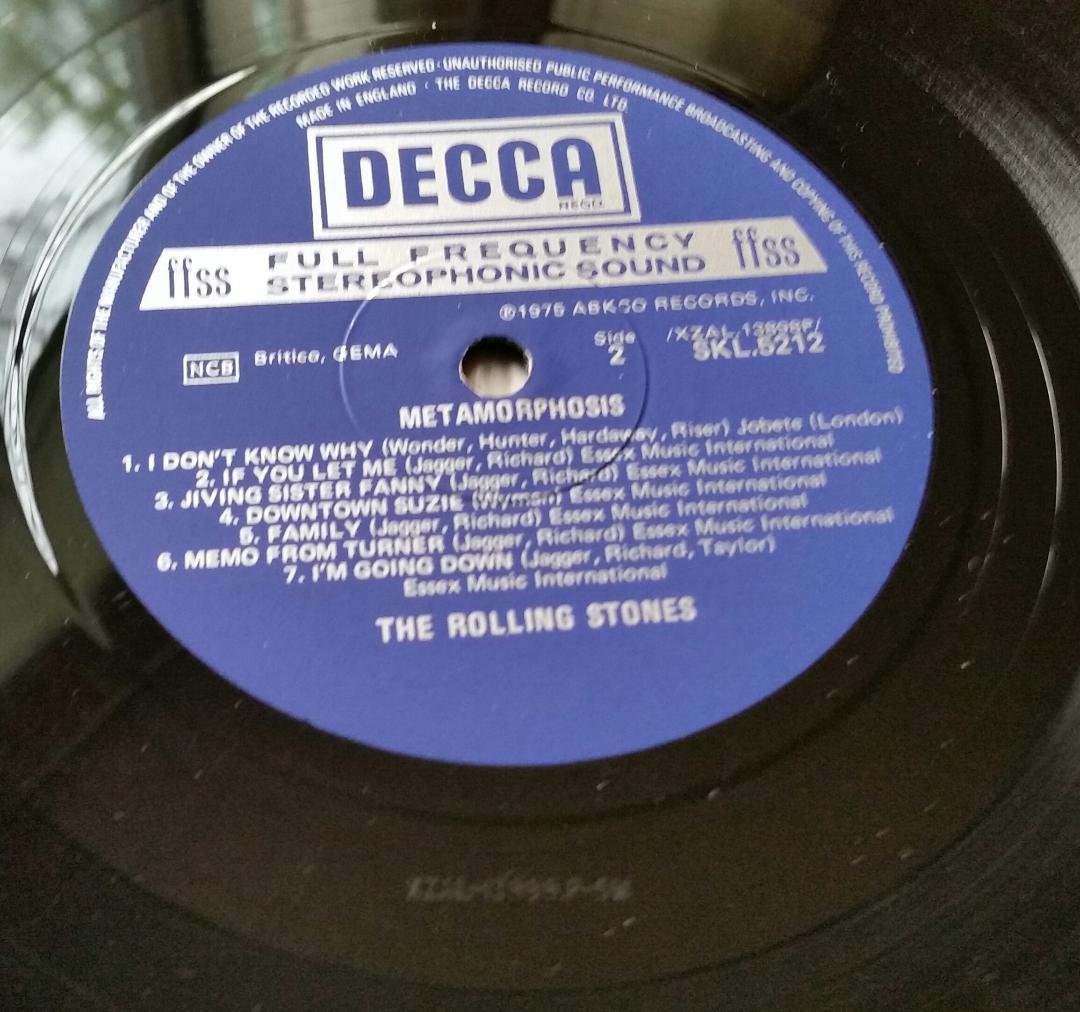 ALL RIGHTS OF THE MANUFACTURER AND OF THE OWNER OF THE RECORDED WORK RESERVED · UNAUTHORISED PUBLIC PERFORMANCE BROADCASTING AND COPYING OF THIS RECORD PROHIBITED
MADE IN ENGLAND · THE DECCA RECORD CO LTD.
DECCA
REGD.
ffss FULL FREQUENCY STEREOPHONIC SOUND ffss
℗1975 ABKCO RECORDS, INC.
NCB Britico, GEMA
Side 2
SKL.5212
METAMORPHOSIS
1. I DON'T KNOW WHY (Wonder, Hunter, Hardaway, Riser) Jobete (London)
2. IF YOU LET ME (Jagger, Richard) Essex Music International
3. JIVING SISTER FANNY (Jagger, Richard) Essex Music International
4. DOWNTOWN SUZIE (Wyman) Essex Music International
5. FAMILY (Jagger, Richard) Essex Music International
6. MEMO FROM TURNER (Jagger, Richard) Essex Music International
7. I'M GOING DOWN (Jagger, Richard, Taylor)
Essex Music International
THE ROLLING STONES